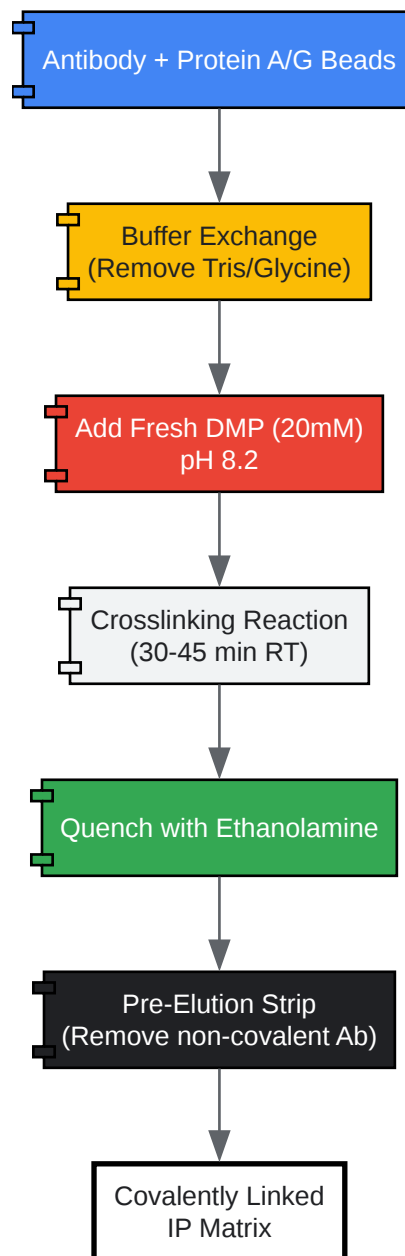 Antibody + Protein A/G Beads
Buffer Exchange
(Remove Tris/Glycine)
Add Fresh DMP (20mM)
pH 8.2
Crosslinking Reaction
(30-45 min RT)
Quench with Ethanolamine
Pre-Elution Strip
(Remove non-covalent Ab)
Covalently Linked
IP Matrix